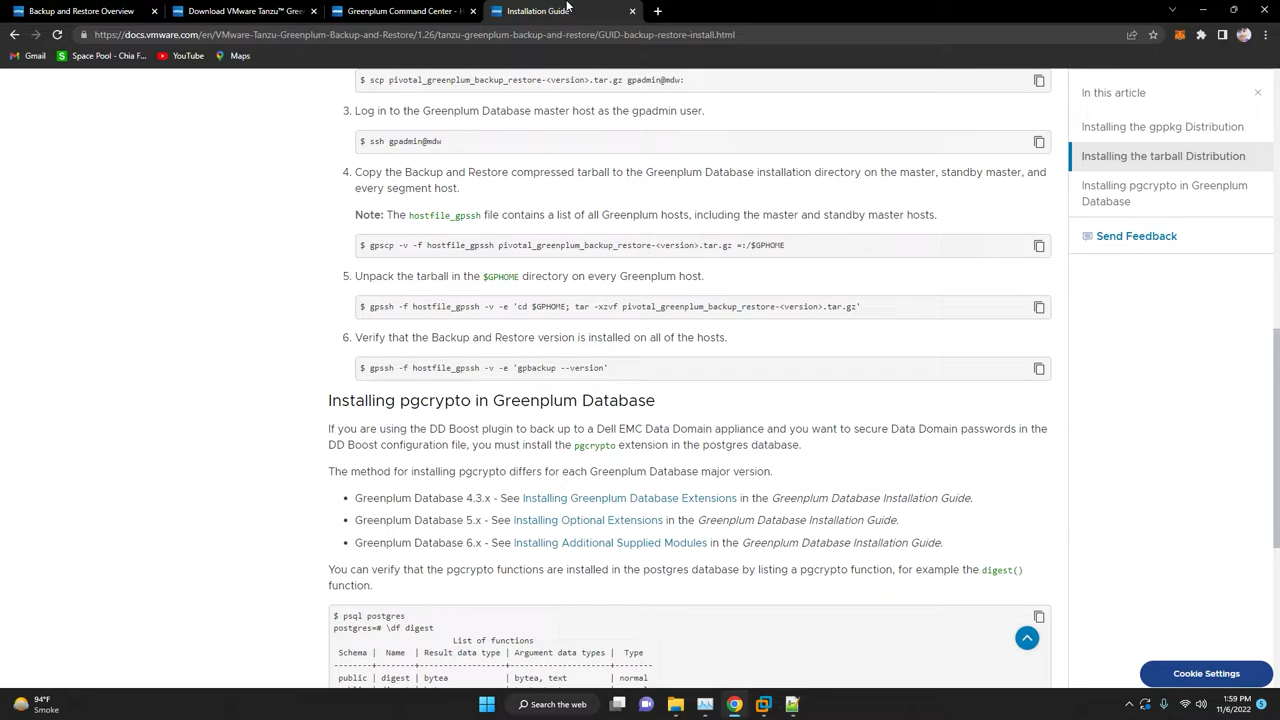 Backup and Restore Overview
Download VMware Tanzu™ Gree
Greenplum Command Center - H
Installation Guide
https://docs.vmware.com/en/VMware-Tanzu-Greenplum-Backup-and-Restore/1.26/tanzu-greenplum-backup-and-restore/GUID-backup-restore-install.html
Gmail
Space Pool - Chia F...
YouTube
Maps
$ scp pivotal_greenplum_backup_restore-<version>.tar.gz gpadmin@mdw:
3. Log in to the Greenplum Database master host as the gpadmin user.
$ ssh gpadmin@mdw
4. Copy the Backup and Restore compressed tarball to the Greenplum Database installation directory on the master, standby master, and
every segment host.
Note: The hostfile_gpssh file contains a list of all Greenplum hosts, including the master and standby master hosts.
$ gpscp -v -f hostfile_gpssh pivotal_greenplum_backup_restore-<version>.tar.gz =:/$GPHOME
5. Unpack the tarball in the $GPHOME directory on every Greenplum host.
$ gpssh -f hostfile_gpssh -v -e 'cd $GPHOME; tar -xzvf pivotal_greenplum_backup_restore-<version>.tar.gz'
6. Verify that the Backup and Restore version is installed on all of the hosts.
$ gpssh -f hostfile_gpssh -v -e 'gpbackup --version'
Installing pgcrypto in Greenplum Database
If you are using the DD Boost plugin to back up to a Dell EMC Data Domain appliance and you want to secure Data Domain passwords in the
DD Boost configuration file, you must install the pgcrypto extension in the postgres database.
The method for installing pgcrypto differs for each Greenplum Database major version.
• Greenplum Database 4.3.x - See Installing Greenplum Database Extensions in the Greenplum Database Installation Guide.
• Greenplum Database 5.x - See Installing Optional Extensions in the Greenplum Database Installation Guide.
• Greenplum Database 6.x - See Installing Additional Supplied Modules in the Greenplum Database Installation Guide.
You can verify that the pgcrypto functions are installed in the postgres database by listing a pgcrypto function, for example the digest()
function.
$ psql postgres
postgres=# \df digest
List of functions
Schema | Name | Result data type | Argument data types | Type
--------+--------+------------------+---------------------+--------
public | digest | bytea | bytea, text | normal
In this article
Installing the gppkg Distribution
Installing the tarball Distribution
Installing pgcrypto in Greenplum
Database
Send Feedback
Cookie Settings
94°F
Smoke
Search the web
1:59 PM
11/6/2022